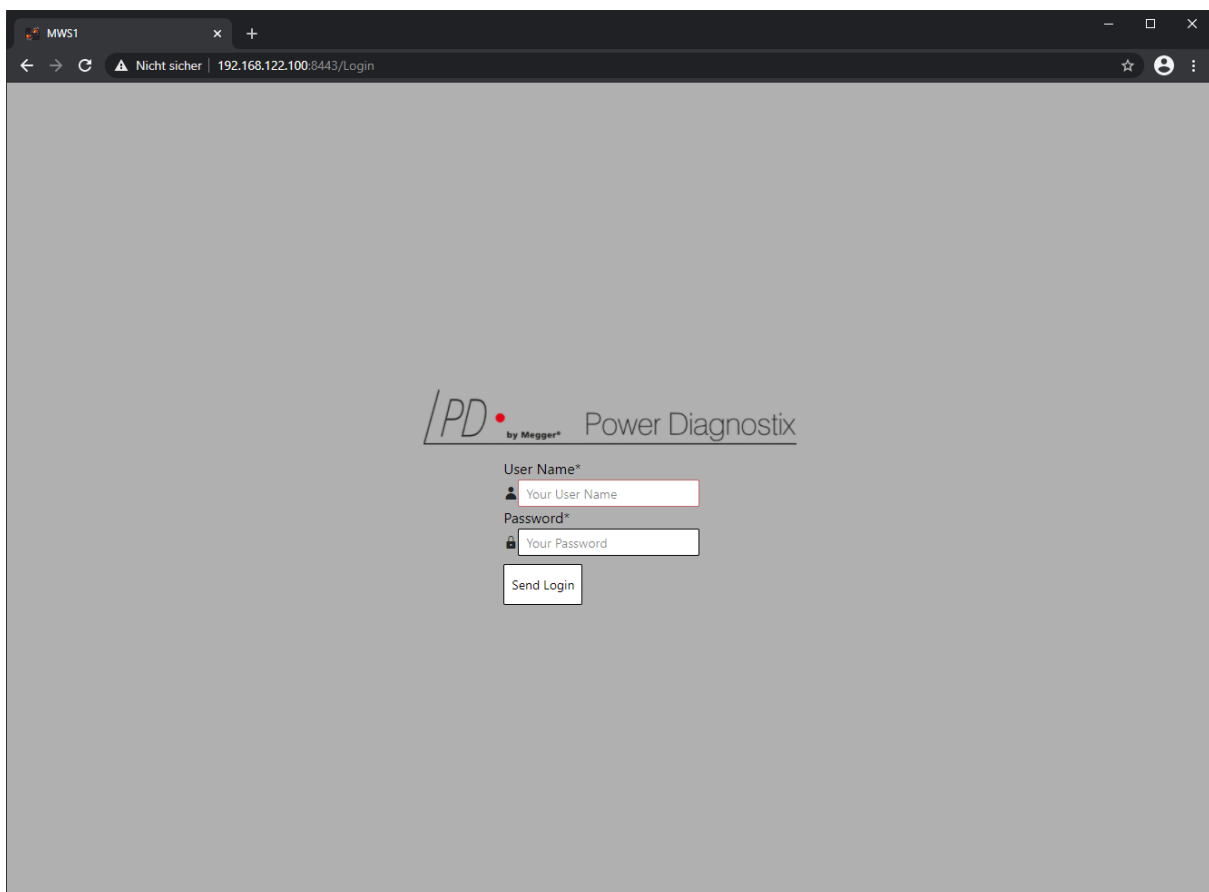 MWS1
Nicht sicher | 192.168.122.100:8443/Login
PD by Megger® Power Diagnostix
User Name*
Your User Name
Password*
Your Password
Send Login